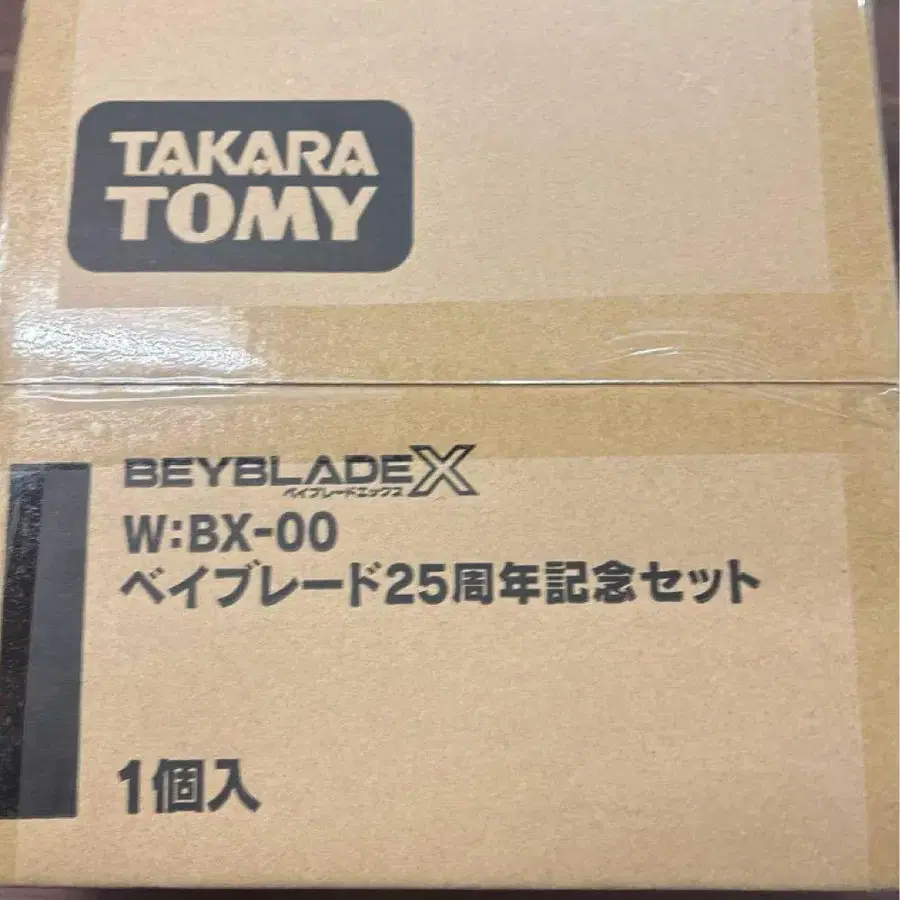 TAKARA
TOMY
BEYBLADE X
ベイブレードエックス
W:BX-00
ベイブレード25周年記念セット
1個入